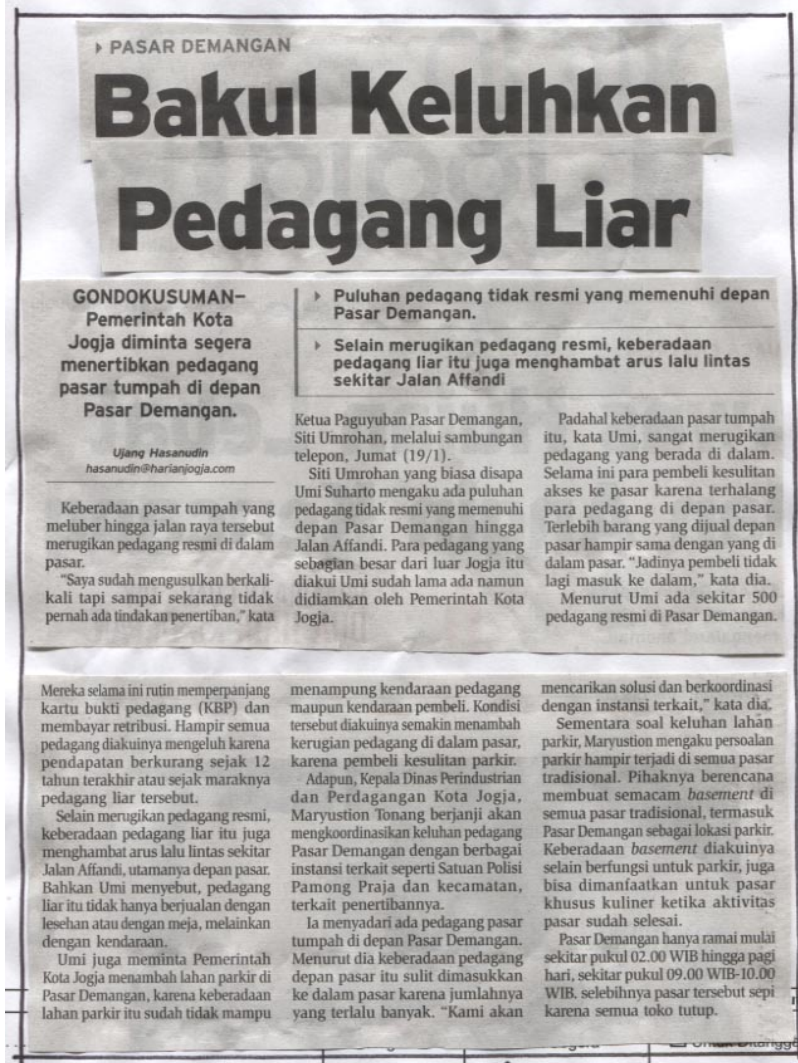 PASAR DEMANGAN
Bakul Keluhkan
Pedagang Liar
GONDOKUSUMAN—
Pemerintah Kota
Jogja diminta segera
menertibkan pedagang
pasar tumpah di depan
Pasar Demangan.
Ujang Hasanudin
hasanudin@harianjogja.com
Puluhan pedagang tidak resmi yang memenuhi depan
Pasar Demangan.
Selain merugikan pedagang resmi, keberadaan
pedagang liar itu juga menghambat arus lalu lintas
sekitar Jalan Affandi
Keberadaan pasar tumpah yang
meluber hingga jalan raya tersebut
merugikan pedagang resmi di dalam
pasar.
"Saya sudah mengusulkan berkali-
kali tapi sampai sekarang tidak
pernah ada tindakan penertiban," kata
Ketua Paguyuban Pasar Demangan,
Siti Umrohan, melalui sambungan
telepon, Jumat (19/1).
Siti Umrohan yang biasa disapa
Umi Suharto mengaku ada puluhan
pedagang tidak resmi yang memenuhi
depan Pasar Demangan hingga
Jalan Affandi. Para pedagang yang
sebagian besar dari luar Jogja itu
diakui Umi sudah lama ada namun
didiamkan oleh Pemerintah Kota
Jogja.
Padahal keberadaan pasar tumpah
itu, kata Umi, sangat merugikan
pedagang yang berada di dalam.
Selama ini para pembeli kesulitan
akses ke pasar karena terhalang
para pedagang di depan pasar.
Terlebih barang yang dijual depan
pasar hampir sama dengan yang di
dalam pasar. "Jadinya pembeli tidak
lagi masuk ke dalam," kata dia.
Menurut Umi ada sekitar 500
pedagang resmi di Pasar Demangan.
Mereka selama ini rutin memperpanjang
kartu bukti pedagang (KBP) dan
membayar retribusi. Hampir semua
pedagang diakuinya mengeluh karena
pendapatan berkurang sejak 12
tahun terakhir atau sejak maraknya
pedagang liar tersebut.
Selain merugikan pedagang resmi,
keberadaan pedagang liar itu juga
menghambat arus lalu lintas sekitar
Jalan Affandi, utamanya depan pasar.
Bahkan Umi menyebut, pedagang
liar itu tidak hanya berjualan dengan
lesehan atau dengan meja, melainkan
dengan kendaraan.
Umi juga meminta Pemerintah
Kota Jogja menambah lahan parkir di
Pasar Demangan, karena keberadaan
lahan parkir itu sudah tidak mampu
menampung kendaraan pedagang
maupun kendaraan pembeli. Kondisi
tersebut diakuinya semakin menambah
kerugian pedagang di dalam pasar,
karena pembeli kesulitan parkir.
Adapun, Kepala Dinas Perindustrian
dan Perdagangan Kota Jogja,
Maryustion Tonang berjanji akan
mengkoordinasikan keluhan pedagang
Pasar Demangan dengan berbagai
instansi terkait seperti Satuan Polisi
Pamong Praja dan kecamatan,
terkait penertibannya.
Ia menyadari ada pedagang pasar
tumpah di depan Pasar Demangan.
Menurut dia keberadaan pedagang
depan pasar itu sulit dimasukkan
ke dalam pasar karena jumlahnya
yang terlalu banyak. "Kami akan
mencarikan solusi dan berkoordinasi
dengan instansi terkait," kata dia.
Sementara soal keluhan lahan
parkir, Maryustion mengaku persoalan
parkir hampir terjadi di semua pasar
tradisional. Pihaknya berencana
membuat semacam basement di
semua pasar tradisional, termasuk
Pasar Demangan sebagai lokasi parkir.
Keberadaan basement diakuinya
selain berfungsi untuk parkir, juga
bisa dimanfaatkan untuk pasar
khusus kuliner ketika aktivitas
pasar sudah selesai.
Pasar Demangan hanya ramai mulai
sekitar pukul 02.00 WIB hingga pagi
hari, sekitar pukul 09.00 WIB-10.00
WIB, selebihnya pasar tersebut sepi
karena semua toko tutup.